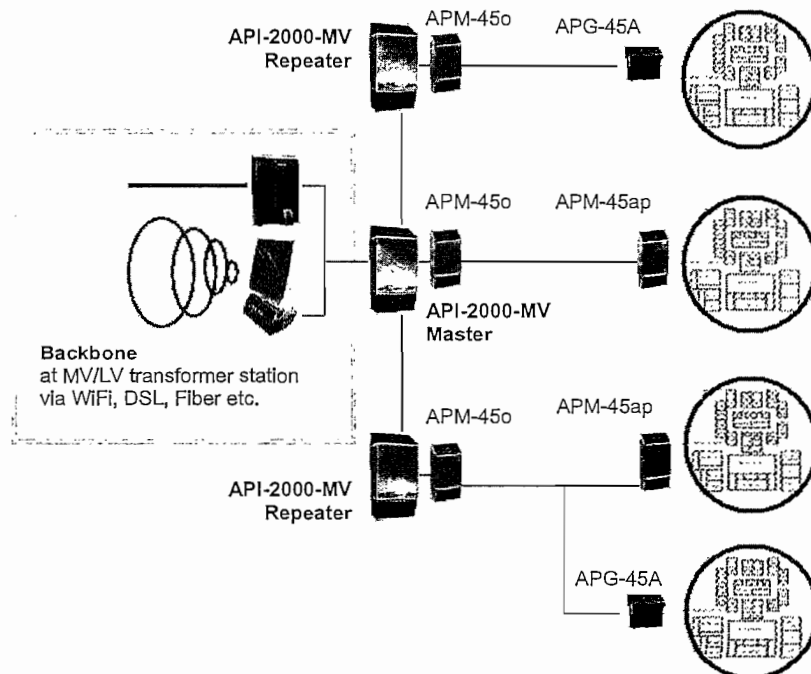 APM-45o
APG-45A
API-2000-MV
Repeater
APM-45o
APM-45ap
API-2000-MV
Master
Backbone
at MV/LV transformer station
via WiFi, DSL, Fiber etc.
APM-45o
APM-45ap
API-2000-MV
Repeater
APG-45A